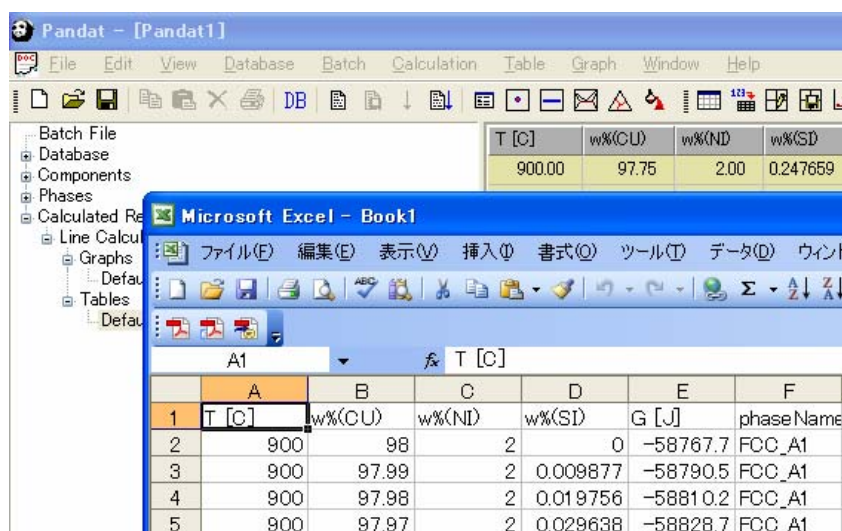 Pandat - [Pandat1]
File Edit View Database Batch Calculation Table Graph Window Help
DB
Batch File
Database
Components
Phases
Calculated Re
Line Calcul
Graphs
Defau
Tables
Defau
T [C] w%(CU) w%(NI) w%(SI)
900.00 97.75 2.00 0.247659
Microsoft Excel - Book1
ファイル(F) 編集(E) 表示(V) 挿入(I) 書式(O) ツール(T) データ(D) ウィンド
A1 fx T [C]
A B C D E F
1 T [C] w%(CU) w%(NI) w%(SI) G [J] phaseName
2 900 98 2 0 -58767.7 FCC_A1
3 900 97.99 2 0.009877 -58790.5 FCC_A1
4 900 97.98 2 0.019756 -58810.2 FCC_A1
5 900 97.97 2 0.029638 -58828.7 FCC_A1